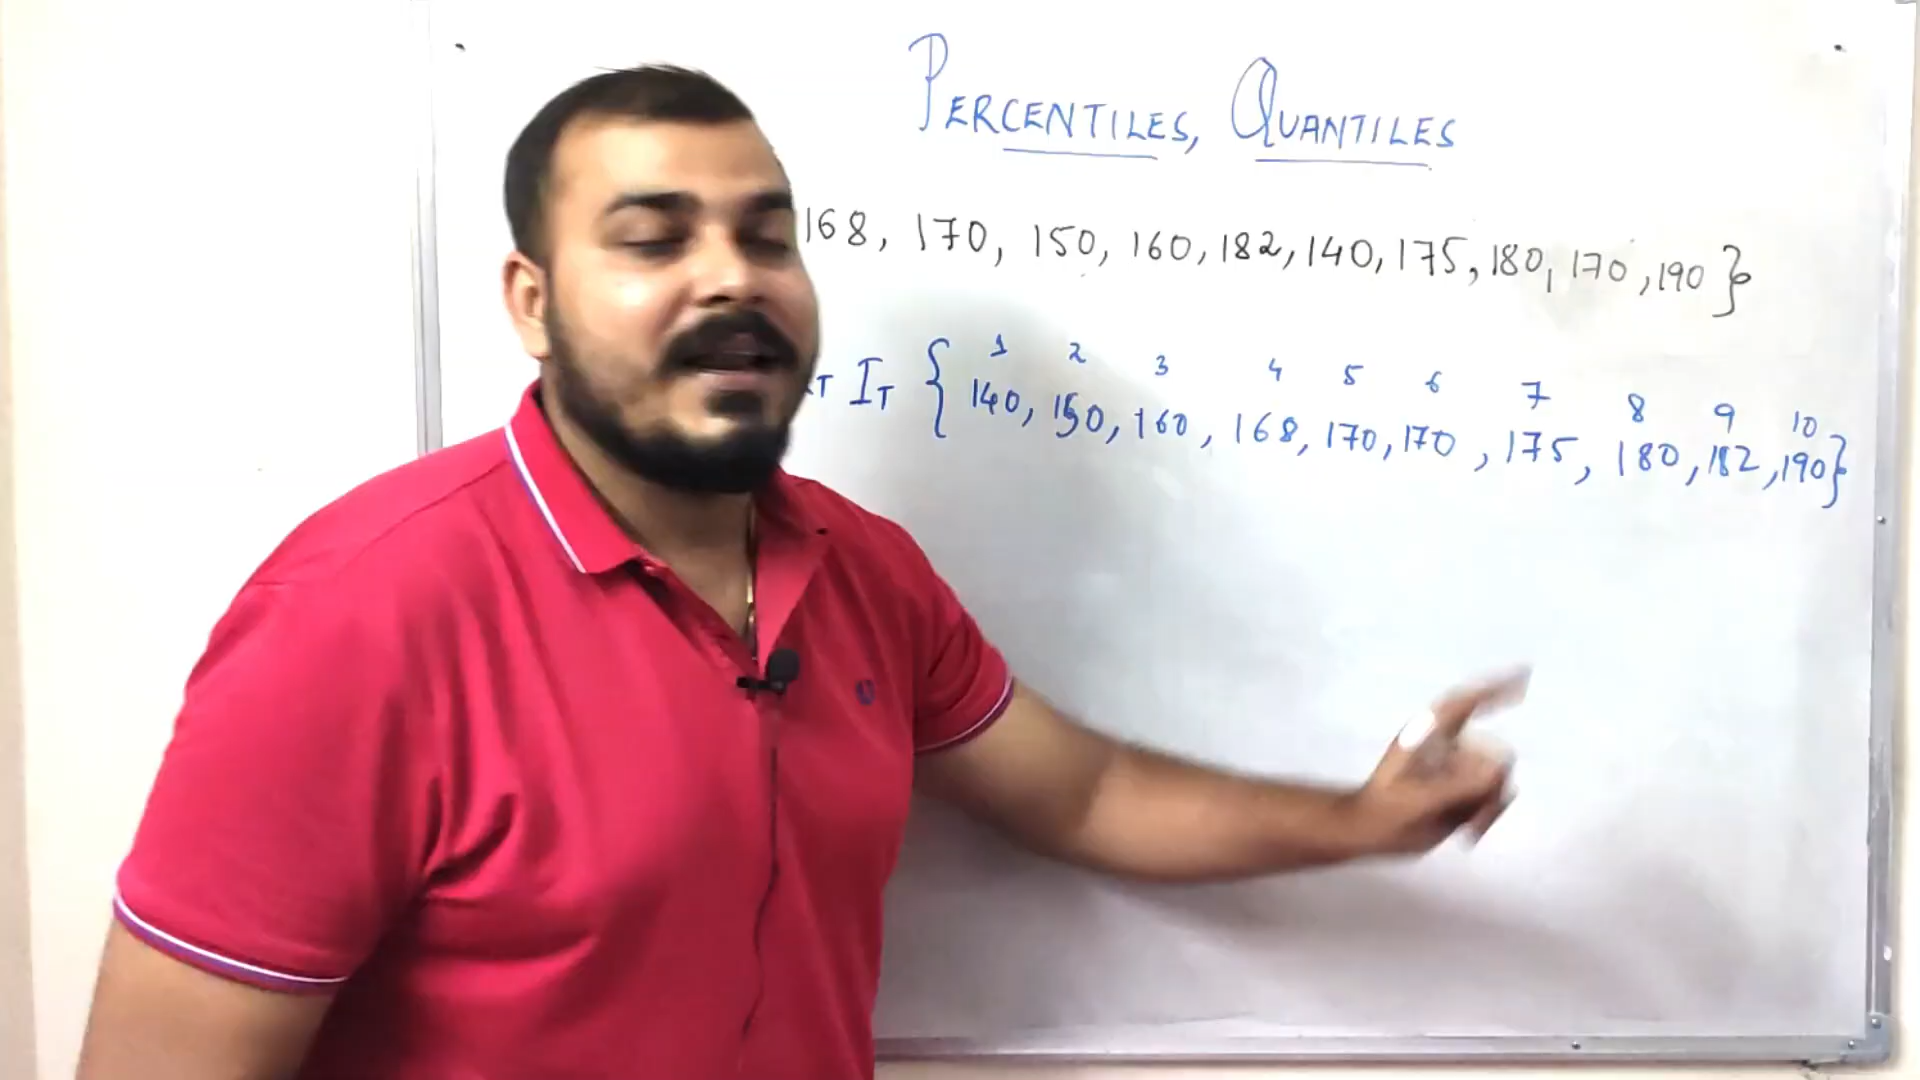 PERCENTILES, QUANTILES
168, 170, 150, 160, 182, 140, 175, 180, 170, 190 }
1 2 3 4 5 6 7 8 9 10
IT { 140, 150, 160, 168, 170, 170, 175, 180, 182, 190 }